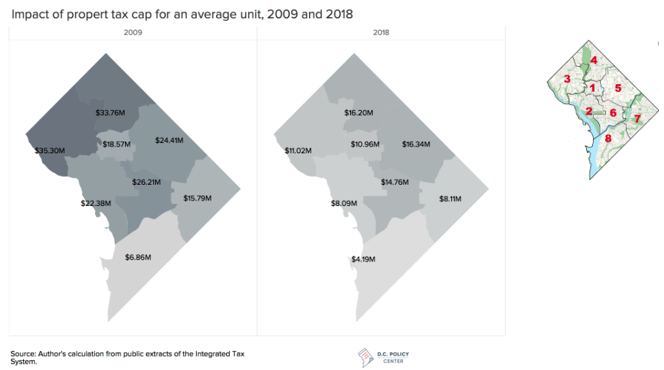 Impact of propert tax cap for an average unit, 2009 and 2018
2009
2018
$33.76M
$18.57M
$24.41M
$35.30M
$26.21M
$22.38M
$15.79M
$6.86M
$16.20M
$10.96M
$16.34M
$11.02M
$14.76M
$8.09M
$8.11M
$4.19M
4
3
1
5
2
6
7
8
Source: Author's calculation from public extracts of the Integrated Tax
System.
D.C. POLICY
CENTER